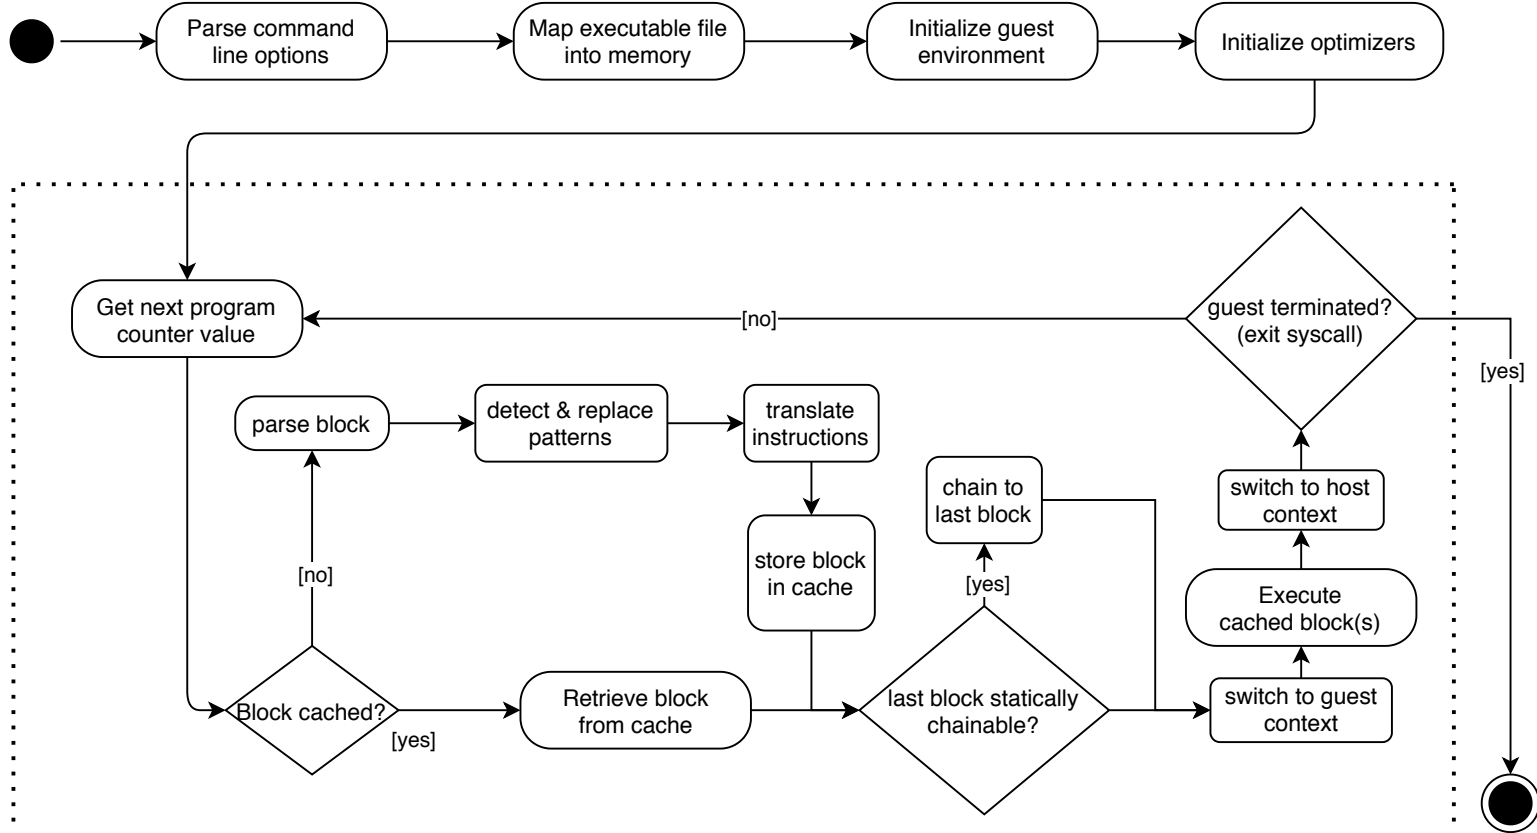 Parse command
line options
Map executable file
into memory
Initialize guest
environment
Initialize optimizers
Get next program
counter value
[no]
guest terminated?
(exit syscall)
[yes]
parse block
detect & replace
patterns
translate
instructions
chain to
last block
switch to host
context
store block
in cache
[no]
[yes]
Execute
cached block(s)
Block cached?
[yes]
Retrieve block
from cache
last block statically
chainable?
switch to guest
context